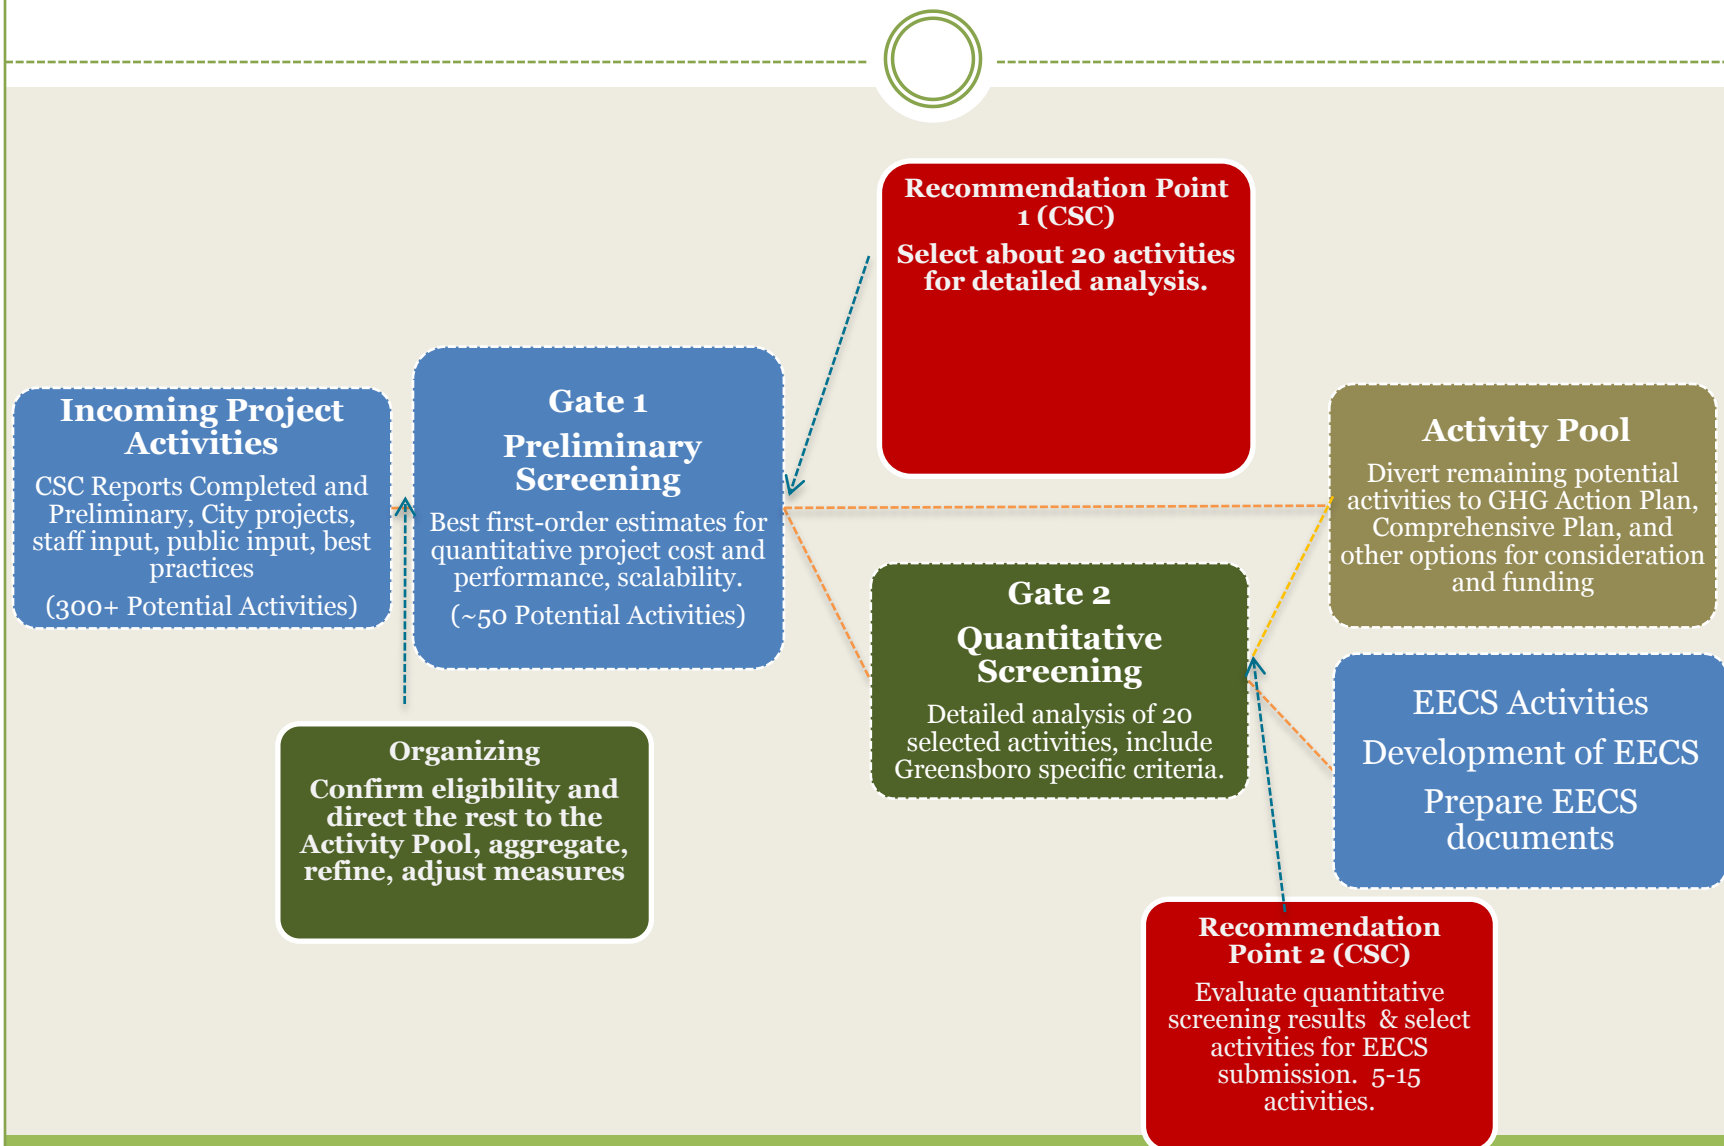 Recommendation Point
1 (CSC)
Select about 20 activities
for detailed analysis.
Incoming Project
Activities
CSC Reports Completed and
Preliminary, City projects,
staff input, public input, best
practices
(300+ Potential Activities)
Gate 1
Preliminary
Screening
Best first-order estimates for
quantitative project cost and
performance, scalability.
(~50 Potential Activities)
Activity Pool
Divert remaining potential
activities to GHG Action Plan,
Comprehensive Plan, and
other options for consideration
and funding
Gate 2
Quantitative
Screening
Detailed analysis of 20
selected activities, include
Greensboro specific criteria.
EECS Activities
Development of EECS
Prepare EECS
documents
Organizing
Confirm eligibility and
direct the rest to the
Activity Pool, aggregate,
refine, adjust measures
Recommendation
Point 2 (CSC)
Evaluate quantitative
screening results  & select
activities for EECS
submission.  5-15
activities.